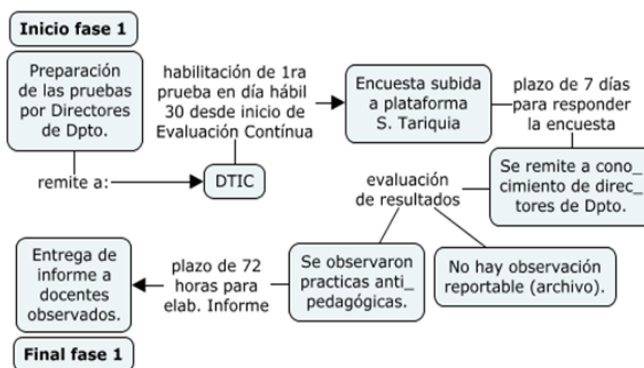 Inicio fase 1
Preparación
de las pruebas
por Directores
de Dpto.
remite a:
DTIC
habilitación de 1ra
prueba en día hábil
30 desde inicio de
Evaluación Contínua
Encuesta subida
a plataforma
S. Tariquia
plazo de 7 días
para responder
la encuesta
Se remite a cono_
cimiento de direc_
tores de Dpto.
evaluación
de resultados
No hay observación
reportable (archivo).
Se observaron
practicas anti_
pedagógicas.
plazo de 72
horas para
elab. Informe
Entrega de
informe a
docentes
observados.
Final fase 1